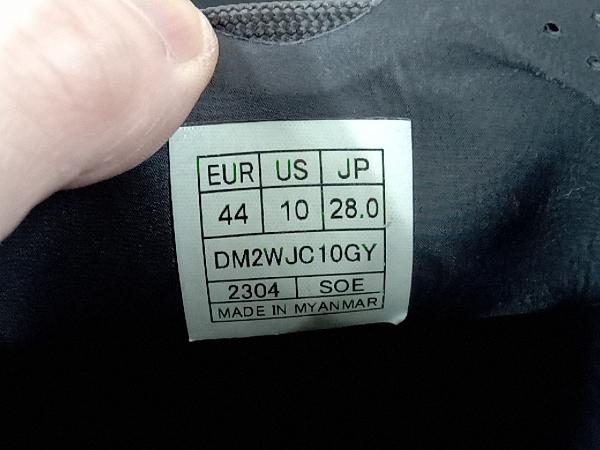 EUR US JP
44 10 28.0
DM2WJC10GY
2304 SOE
MADE IN MYANMAR